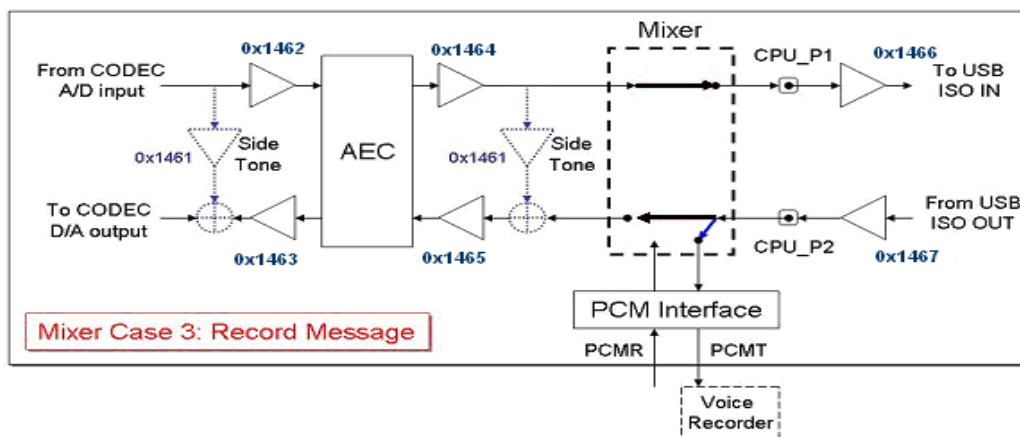 Mixer
0x1462
0x1464
CPU_P1
0x1466
From CODEC
A/D input
To USB
ISO IN
AEC
0x1461
Side
Tone
0x1461
Side
Tone
To CODEC
D/A output
From USB
ISO OUT
0x1463
0x1465
CPU_P2
0x1467
PCM Interface
Mixer Case 3: Record Message
PCMR
PCMT
Voice
Recorder